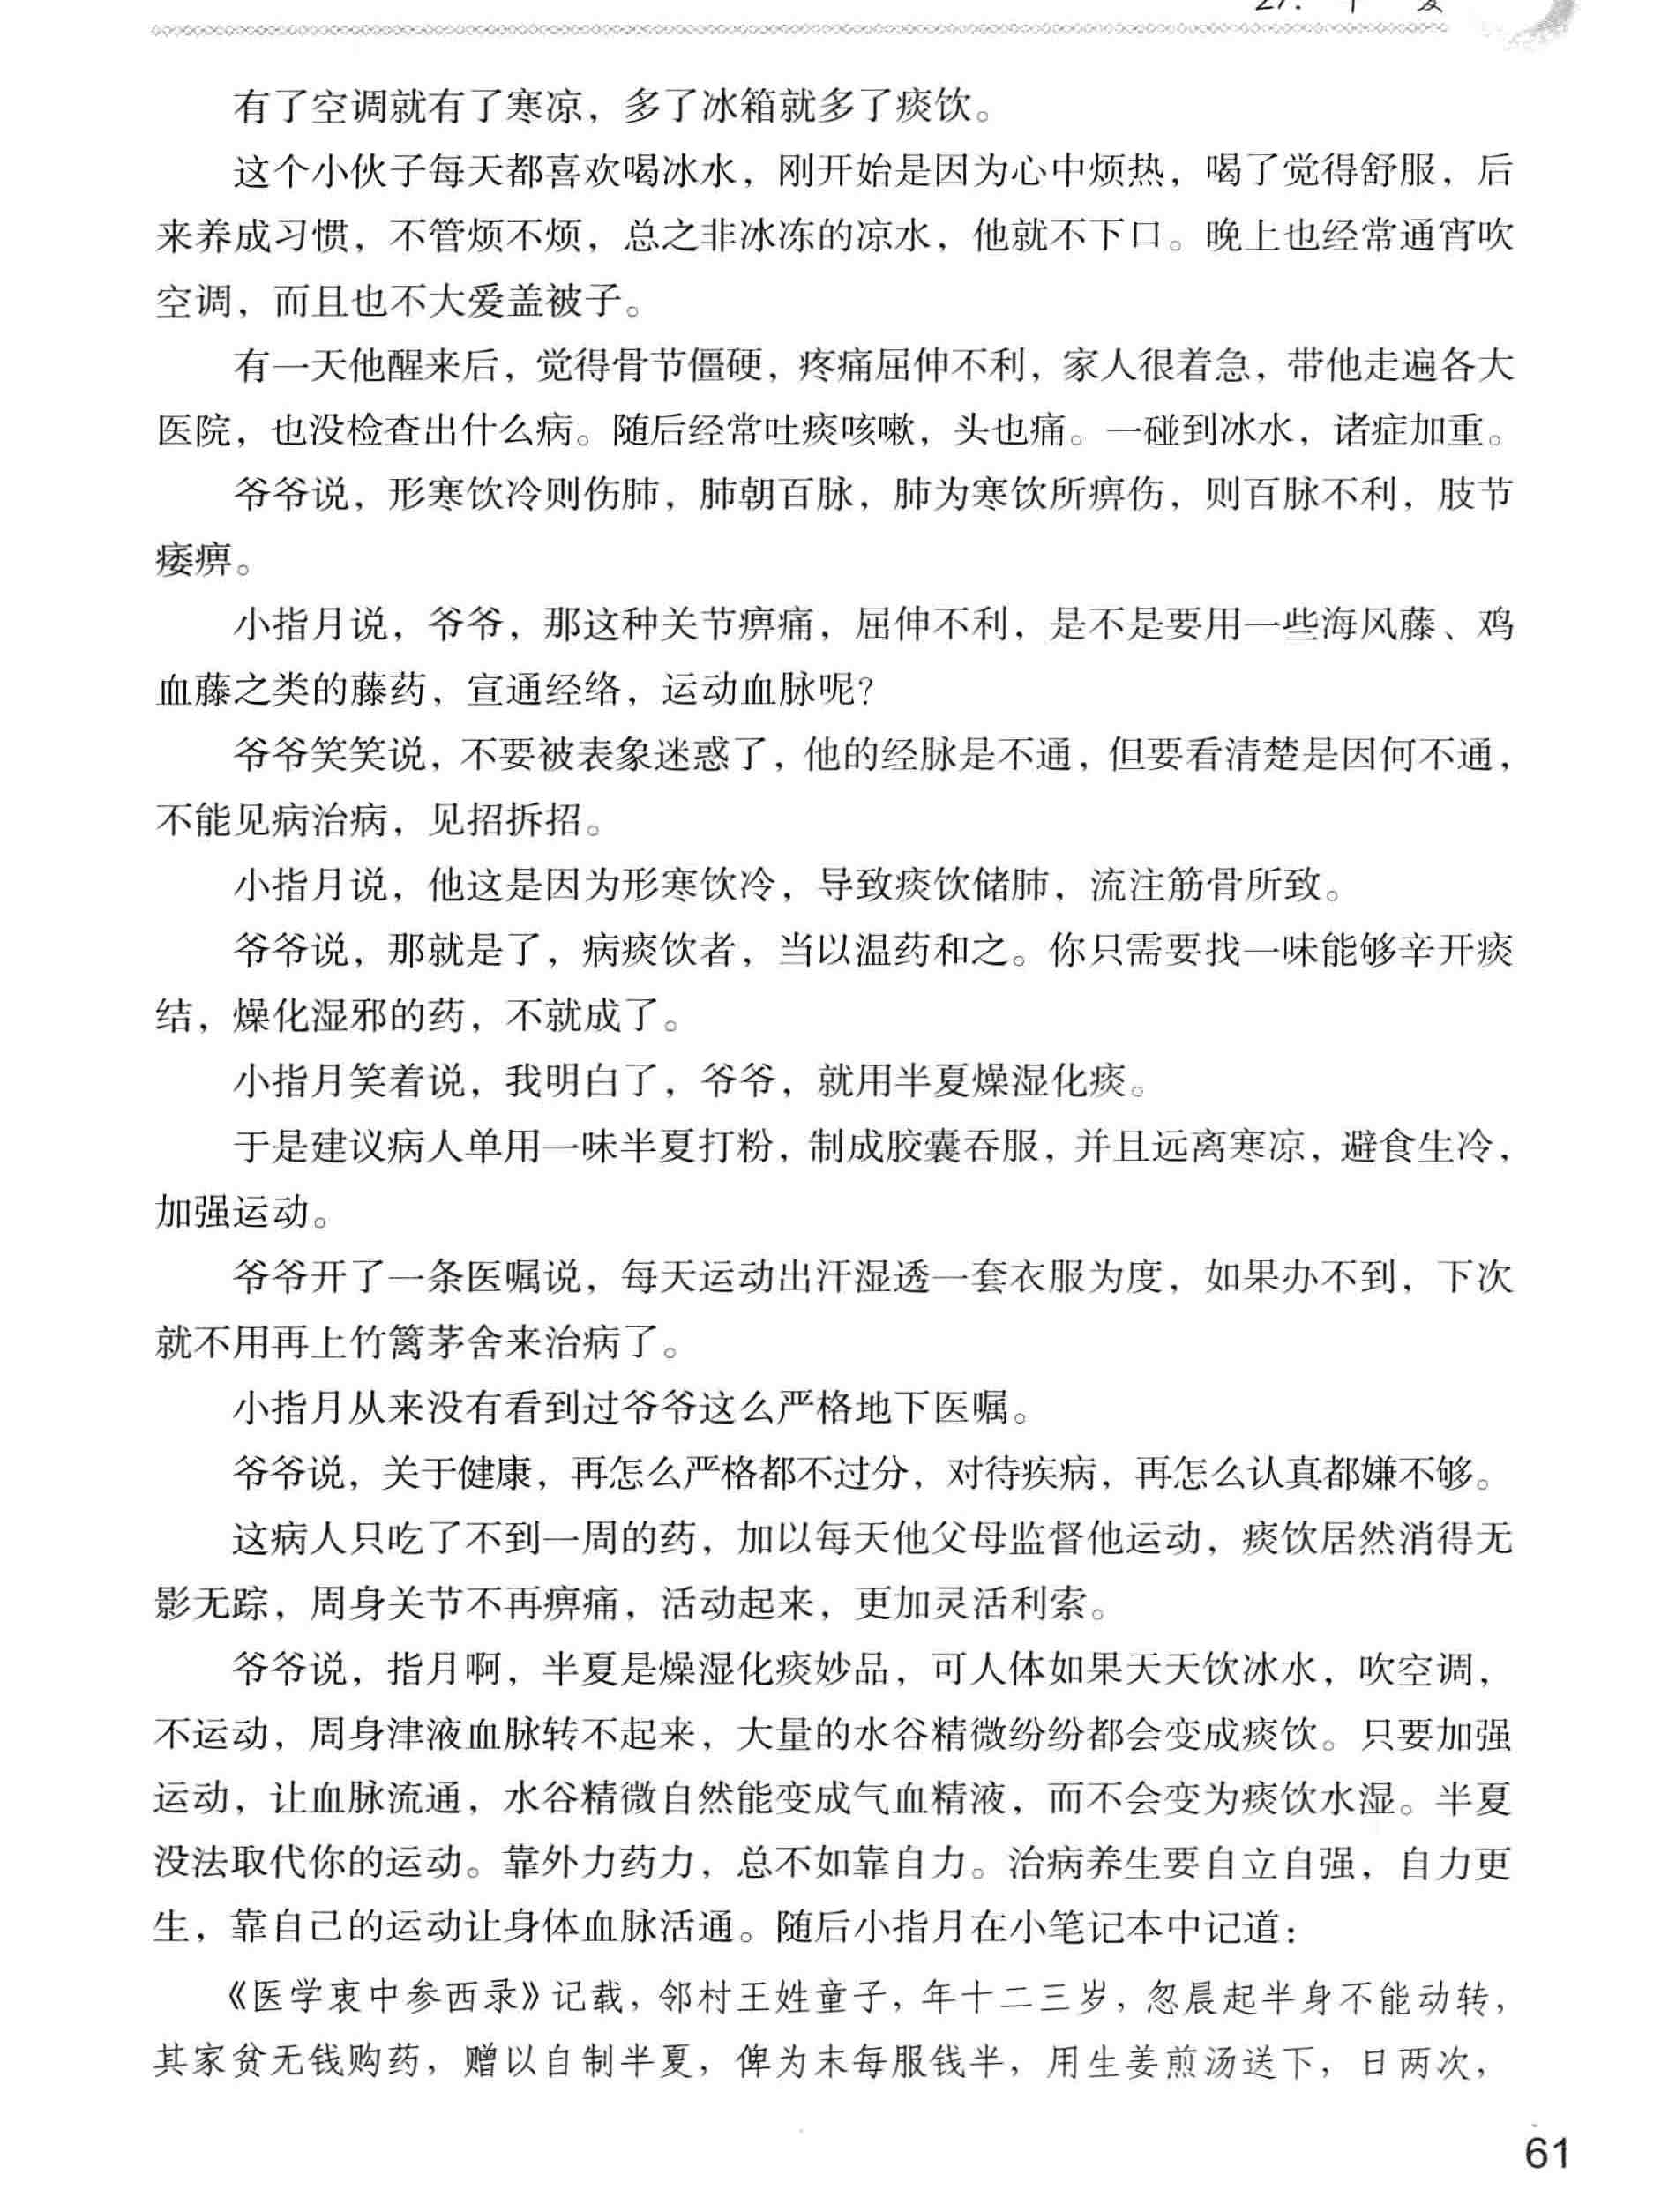 有了空调就有了寒凉，多了冰箱就多了痰饮。
这个小伙子每天都喜欢喝冰水，刚开始是因为心中烦热，喝了觉得舒服，后
来养成习惯，不管烦不烦，总之非冰冻的凉水，他就不下口。晚上也经常通宵吹
空调，而且也不大爱盖被子。
有一天他醒来后，觉得骨节僵硬，疼痛屈伸不利，家人很着急，带他走遍各大
医院，也没检查出什么病。随后经常吐痰咳嗽，头也痛。一碰到冰水，诸症加重。
爷爷说，形寒饮冷则伤肺，肺朝百脉，肺为寒饮所痹伤，则百脉不利，肢节
痿痹。
小指月说，爷爷，那这种关节痹痛，屈伸不利，是不是要用一些海风藤、鸡
血藤之类的藤药，宣通经络，运动血脉呢？
爷爷笑笑说，不要被表象迷惑了，他的经脉是不通，但要看清楚是因何不通，
不能见病治病，见招拆招。
小指月说，他这是因为形寒饮冷，导致痰饮储肺，流注筋骨所致。
爷爷说，那就是了，病痰饮者，当以温药和之。你只需要找一味能够辛开痰
结，燥化湿邪的药，不就成了。
小指月笑着说，我明白了，爷爷，就用半夏燥湿化痰。
于是建议病人单用一味半夏打粉，制成胶囊吞服，并且远离寒凉，避食生冷，
加强运动。
爷爷开了一条医嘱说，每天运动出汗湿透一套衣服为度，如果办不到，下次
就不用再上竹篱茅舍来治病了。
小指月从来没有看到过爷爷这么严格地下医嘱。
爷爷说，关于健康，再怎么严格都不过分，对待疾病，再怎么认真都嫌不够。
这病人只吃了不到一周的药，加以每天他父母监督他运动，痰饮居然消得无
影无踪，周身关节不再痹痛，活动起来，更加灵活利索。
爷爷说，指月啊，半夏是燥湿化痰妙品，可人体如果天天饮冰水，吹空调，
不运动，周身津液血脉转不起来，大量的水谷精微纷纷都会变成痰饮。只要加强
运动，让血脉流通，水谷精微自然能变成气血精液，而不会变为痰饮水湿。半夏
没法取代你的运动。靠外力药力，总不如靠自力。治病养生要自立自强，自力更
生，靠自己的运动让身体血脉活通。随后小指月在小笔记本中记道：
《医学衷中参西录》记载，邻村王姓童子，年十二三岁，忽晨起半身不能动转，
其家贫无钱购药，赠以自制半夏，俾为末每服钱半，用生姜煎汤送下，日两次，
61